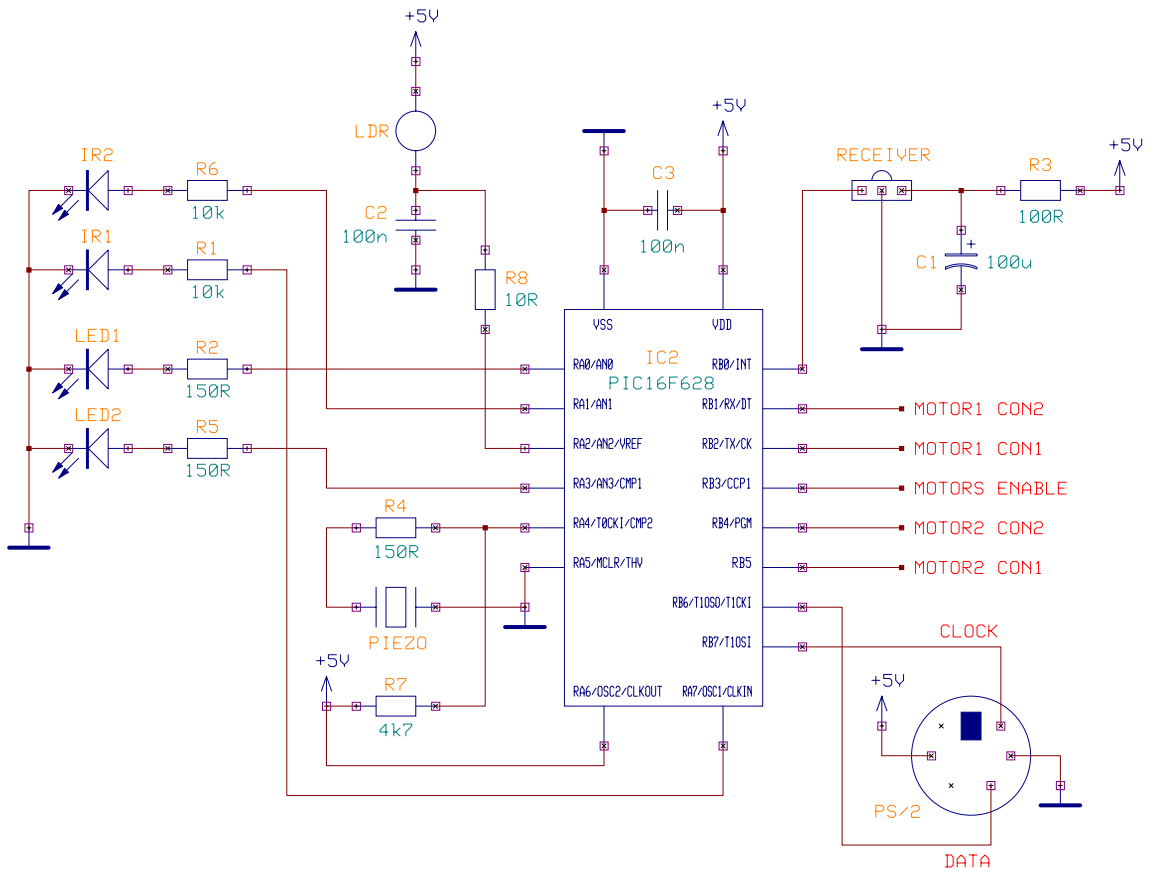 +5V
LDR
+5V
C3
100n
RECEIVER
+5V
R3
100R
IR2
R6
10k
C2
100n
IR1
R1
10k
R8
10R
C1
+
100u
LED1
R2
150R
LED2
R5
150R
VSS
VDD
IC2
PIC16F628
RA0/AN0
RB0/INT
RA1/AN1
RB1/RX/DT
MOTOR1 CON2
RA2/AN2/VREF
RB2/TX/CK
MOTOR1 CON1
RA3/AN3/CMP1
RB3/CCP1
MOTORS ENABLE
R4
150R
RA4/T0CKI/CMP2
RB4/PGM
MOTOR2 CON2
RA5/MCLR/THV
RB5
MOTOR2 CON1
RB6/T1OSO/T1CKI
PIEZO
RB7/T1OSI
CLOCK
+5V
R7
4k7
RA6/OSC2/CLKOUT
RA7/OSC1/CLKIN
+5V
PS/2
DATA